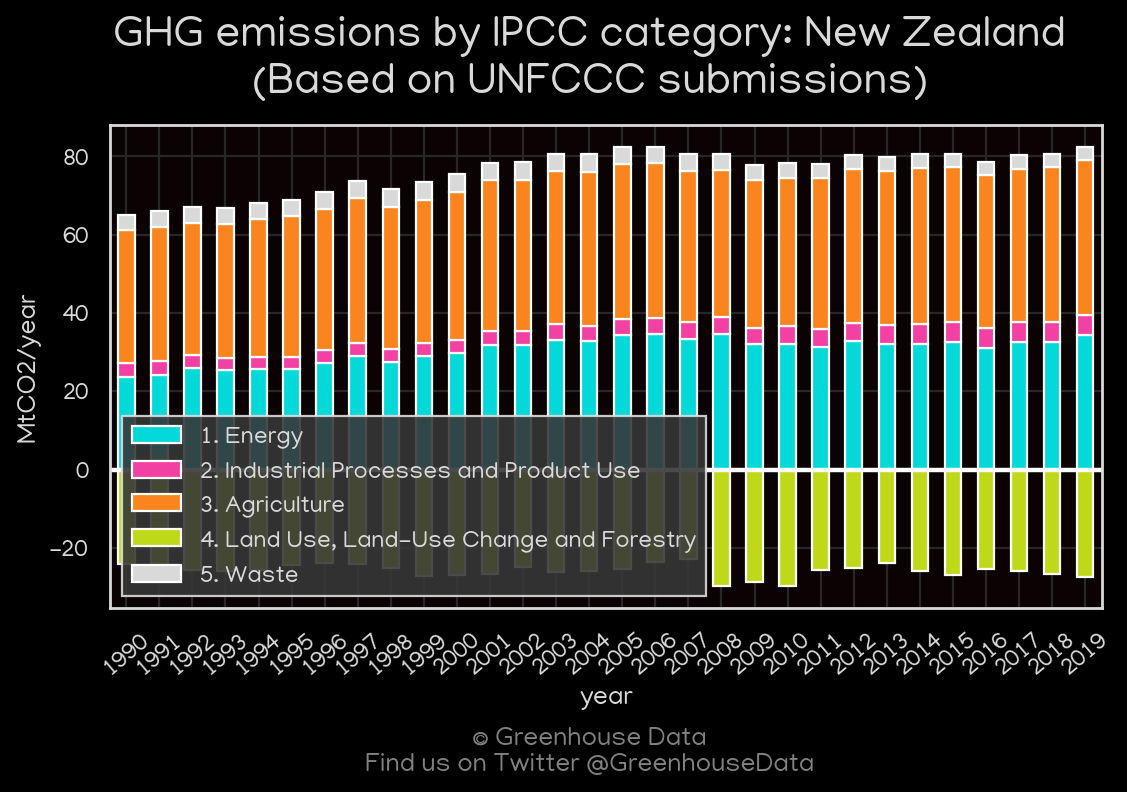 GHG emissions by IPCC category: New Zealand
(Based on UNFCCC submissions)
80
60
40
20
0
−20
MtCO2/year
1. Energy
2. Industrial Processes and Product Use
3. Agriculture
4. Land Use, Land-Use Change and Forestry
5. Waste
1990 1991 1992 1993 1994 1995 1996 1997 1998 1999 2000 2001 2002 2003 2004 2005 2006 2007 2008 2009 2010 2011 2012 2013 2014 2015 2016 2017 2018 2019
year
© Greenhouse Data
Find us on Twitter @GreenhouseData